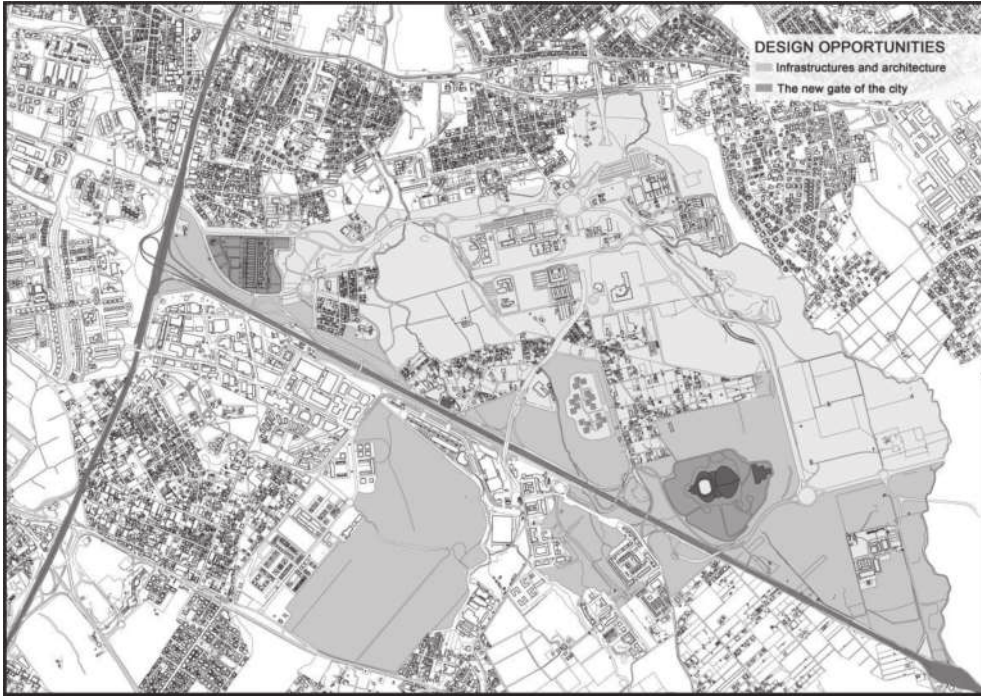 DESIGN OPPORTUNITIES
Infrastructures and architecture
The new gate of the city